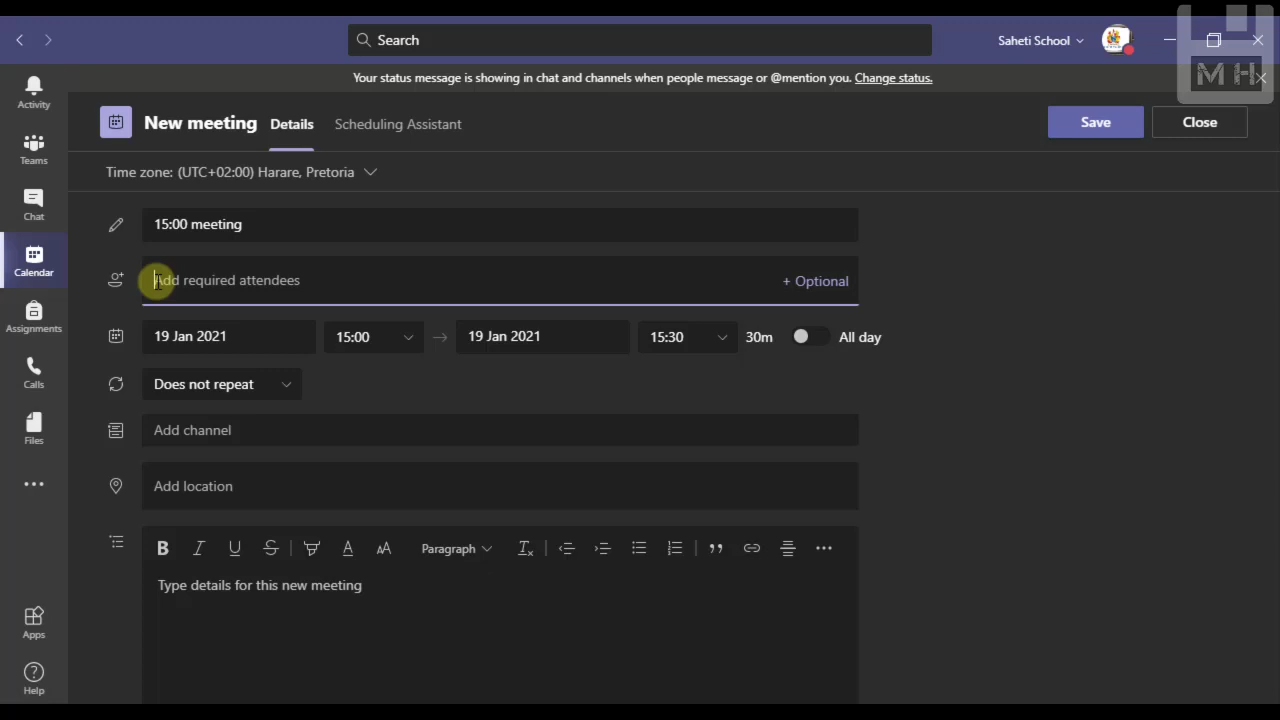 Search
Saheti School
M H
Your status message is showing in chat and channels when people message or @mention you. Change status.
Activity
Teams
Chat
Calendar
Assignments
Calls
Files
Apps
Help
New meeting Details Scheduling Assistant
Save Close
Time zone: (UTC+02:00) Harare, Pretoria
15:00 meeting
Add required attendees + Optional
19 Jan 2021 15:00 → 19 Jan 2021 15:30 30m All day
Does not repeat
Add channel
Add location
B I U S A AA Paragraph Tx
Type details for this new meeting